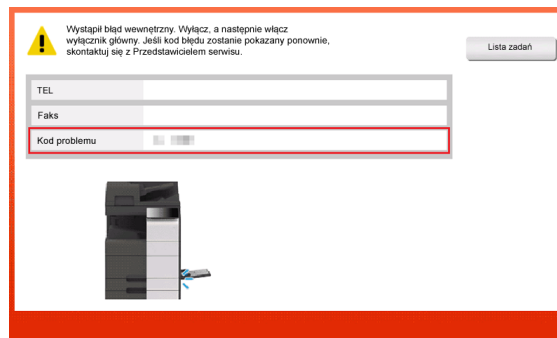 Wystąpił błąd wewnętrzny. Wyłącz, a następnie włącz
wyłącznik główny. Jeśli kod błędu zostanie pokazany ponownie,
skontaktuj się z Przedstawicielem serwisu.
Lista zadań
TEL
Faks
Kod problemu